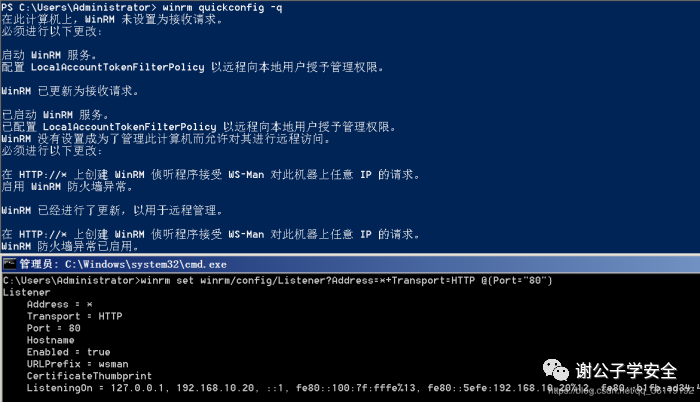 PS C:\Users\Administrator> winrm quickconfig -q
在此计算机上，WinRM 未设置为接收请求。
必须进行以下更改:
启动 WinRM 服务。
配置 LocalAccountTokenFilterPolicy 以远程向本地用户授予管理权限。
WinRM 已更新为接收请求。
已启动 WinRM 服务。
已配置 LocalAccountTokenFilterPolicy 以远程向本地用户授予管理权限。
WinRM 没有设置成为了管理此计算机而允许对其进行远程访问。
必须进行以下更改:
在 HTTP://* 上创建 WinRM 侦听程序接受 WS-Man 对此机器上任意 IP 的请求。
启用 WinRM 防火墙异常。
WinRM 已经进行了更新，以用于远程管理。
在 HTTP://* 上创建 WinRM 侦听程序接受 WS-Man 对此机器上任意 IP 的请求。
WinRM 防火墙异常已启用。
管理员: C:\Windows\system32\cmd.exe
C:\Users\Administrator>winrm set winrm/config/Listener?Address=*+Transport=HTTP @{Port="80"}
Listener
Address = *
Transport = HTTP
Port = 80
Hostname
Enabled = true
URLPrefix = wsman
CertificateThumbprint
ListeningOn = 127.0.0.1, 192.168.10.20, ::1, fe80::100:7f:fffe%13, fe80::5efe:192.168.10.20%12,
谢公子学安全